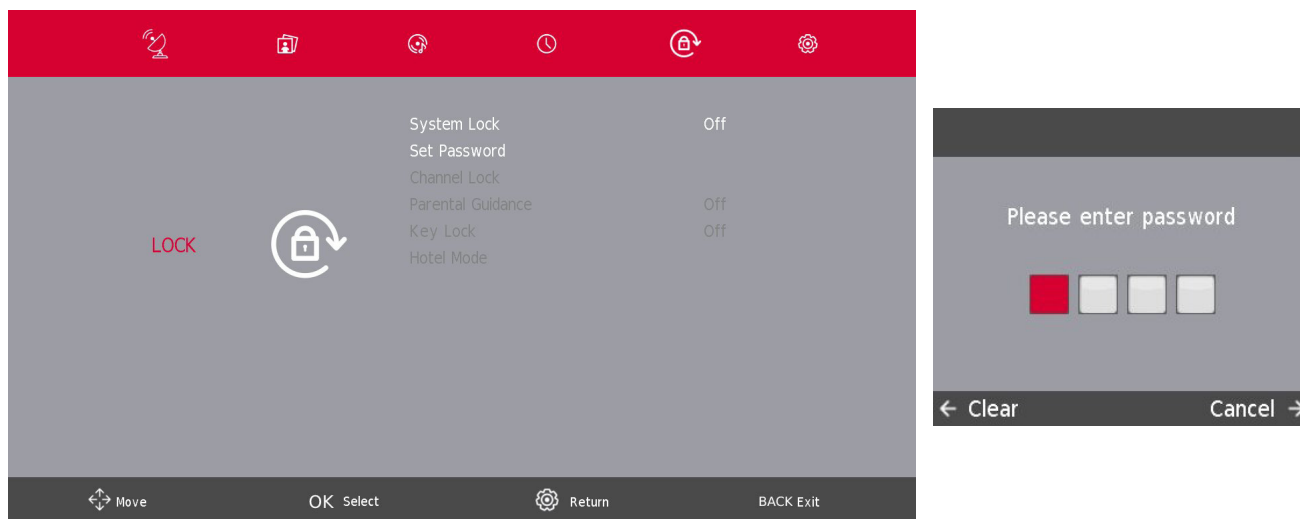 LOCK
System Lock Off
Set Password
Channel Lock
Parental Guidance Off
Key Lock Off
Hotel Mode
Move OK Select Return BACK Exit
Please enter password
Clear Cancel